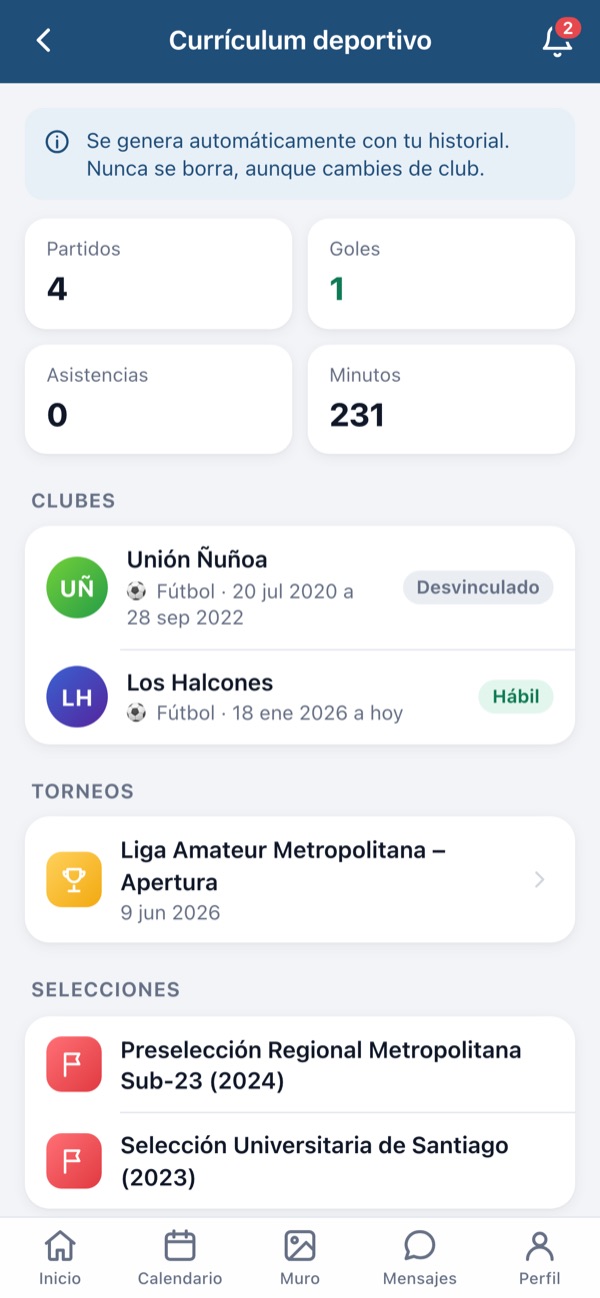 Currículum deportivo
2
Se genera automáticamente con tu historial.
Nunca se borra, aunque cambies de club.
Partidos
4
Goles
1
Asistencias
0
Minutos
231
CLUBES
UÑ
Unión Ñuñoa
Fútbol · 20 jul 2020 a
28 sep 2022
Desvinculado
LH
Los Halcones
Fútbol · 18 ene 2026 a hoy
Hábil
TORNEOS
Liga Amateur Metropolitana –
Apertura
9 jun 2026
SELECCIONES
Preselección Regional Metropolitana
Sub-23 (2024)
Selección Universitaria de Santiago
(2023)
Inicio
Calendario
Muro
Mensajes
Perfil